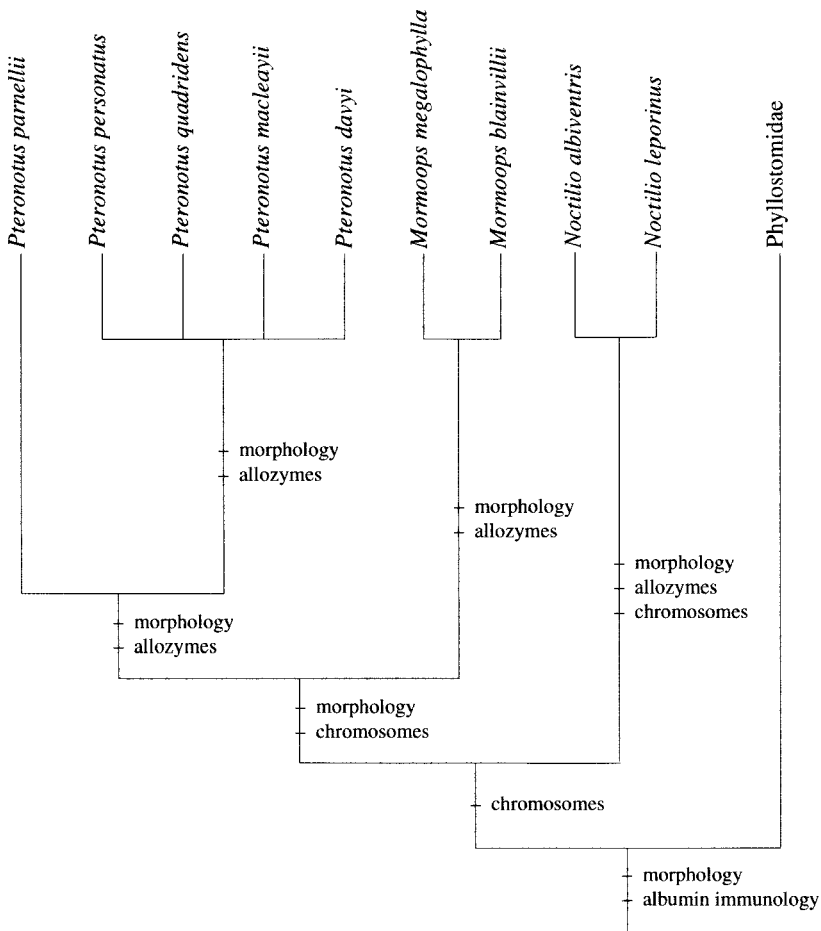 Pteronotus parnellii
Pteronotus personatus
Pteronotus quadridens
Pteronotus macleayii
Pteronotus davyi
Mormoops megalophylla
Mormoops blainvillii
Noctilio albiventris
Noctilio leporinus
Phyllostomidae
morphology
allozymes
morphology
allozymes
morphology
allozymes
chromosomes
morphology
allozymes
morphology
chromosomes
chromosomes
morphology
albumin immunology